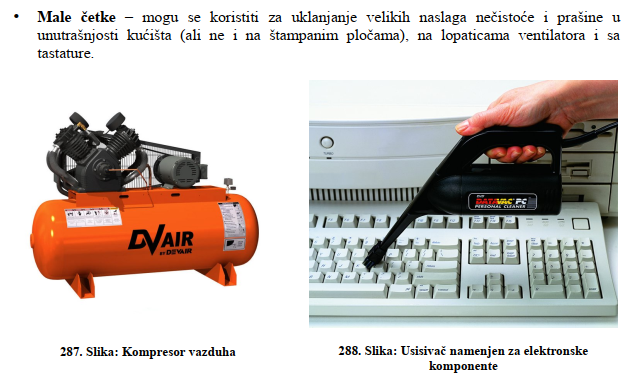 • Male četke – mogu se koristiti za uklanjanje velikih naslaga nečistoće i prašine u
unutrašnjosti kućišta (ali ne i na štampanim pločama), na lopaticama ventilatora i sa
tastature.
DVAIR
BY DEVAIR
DATAVAC PC
PERSONAL CLEANER
287. Slika: Kompresor vazduha
288. Slika: Usisivač namenjen za elektronske
komponente